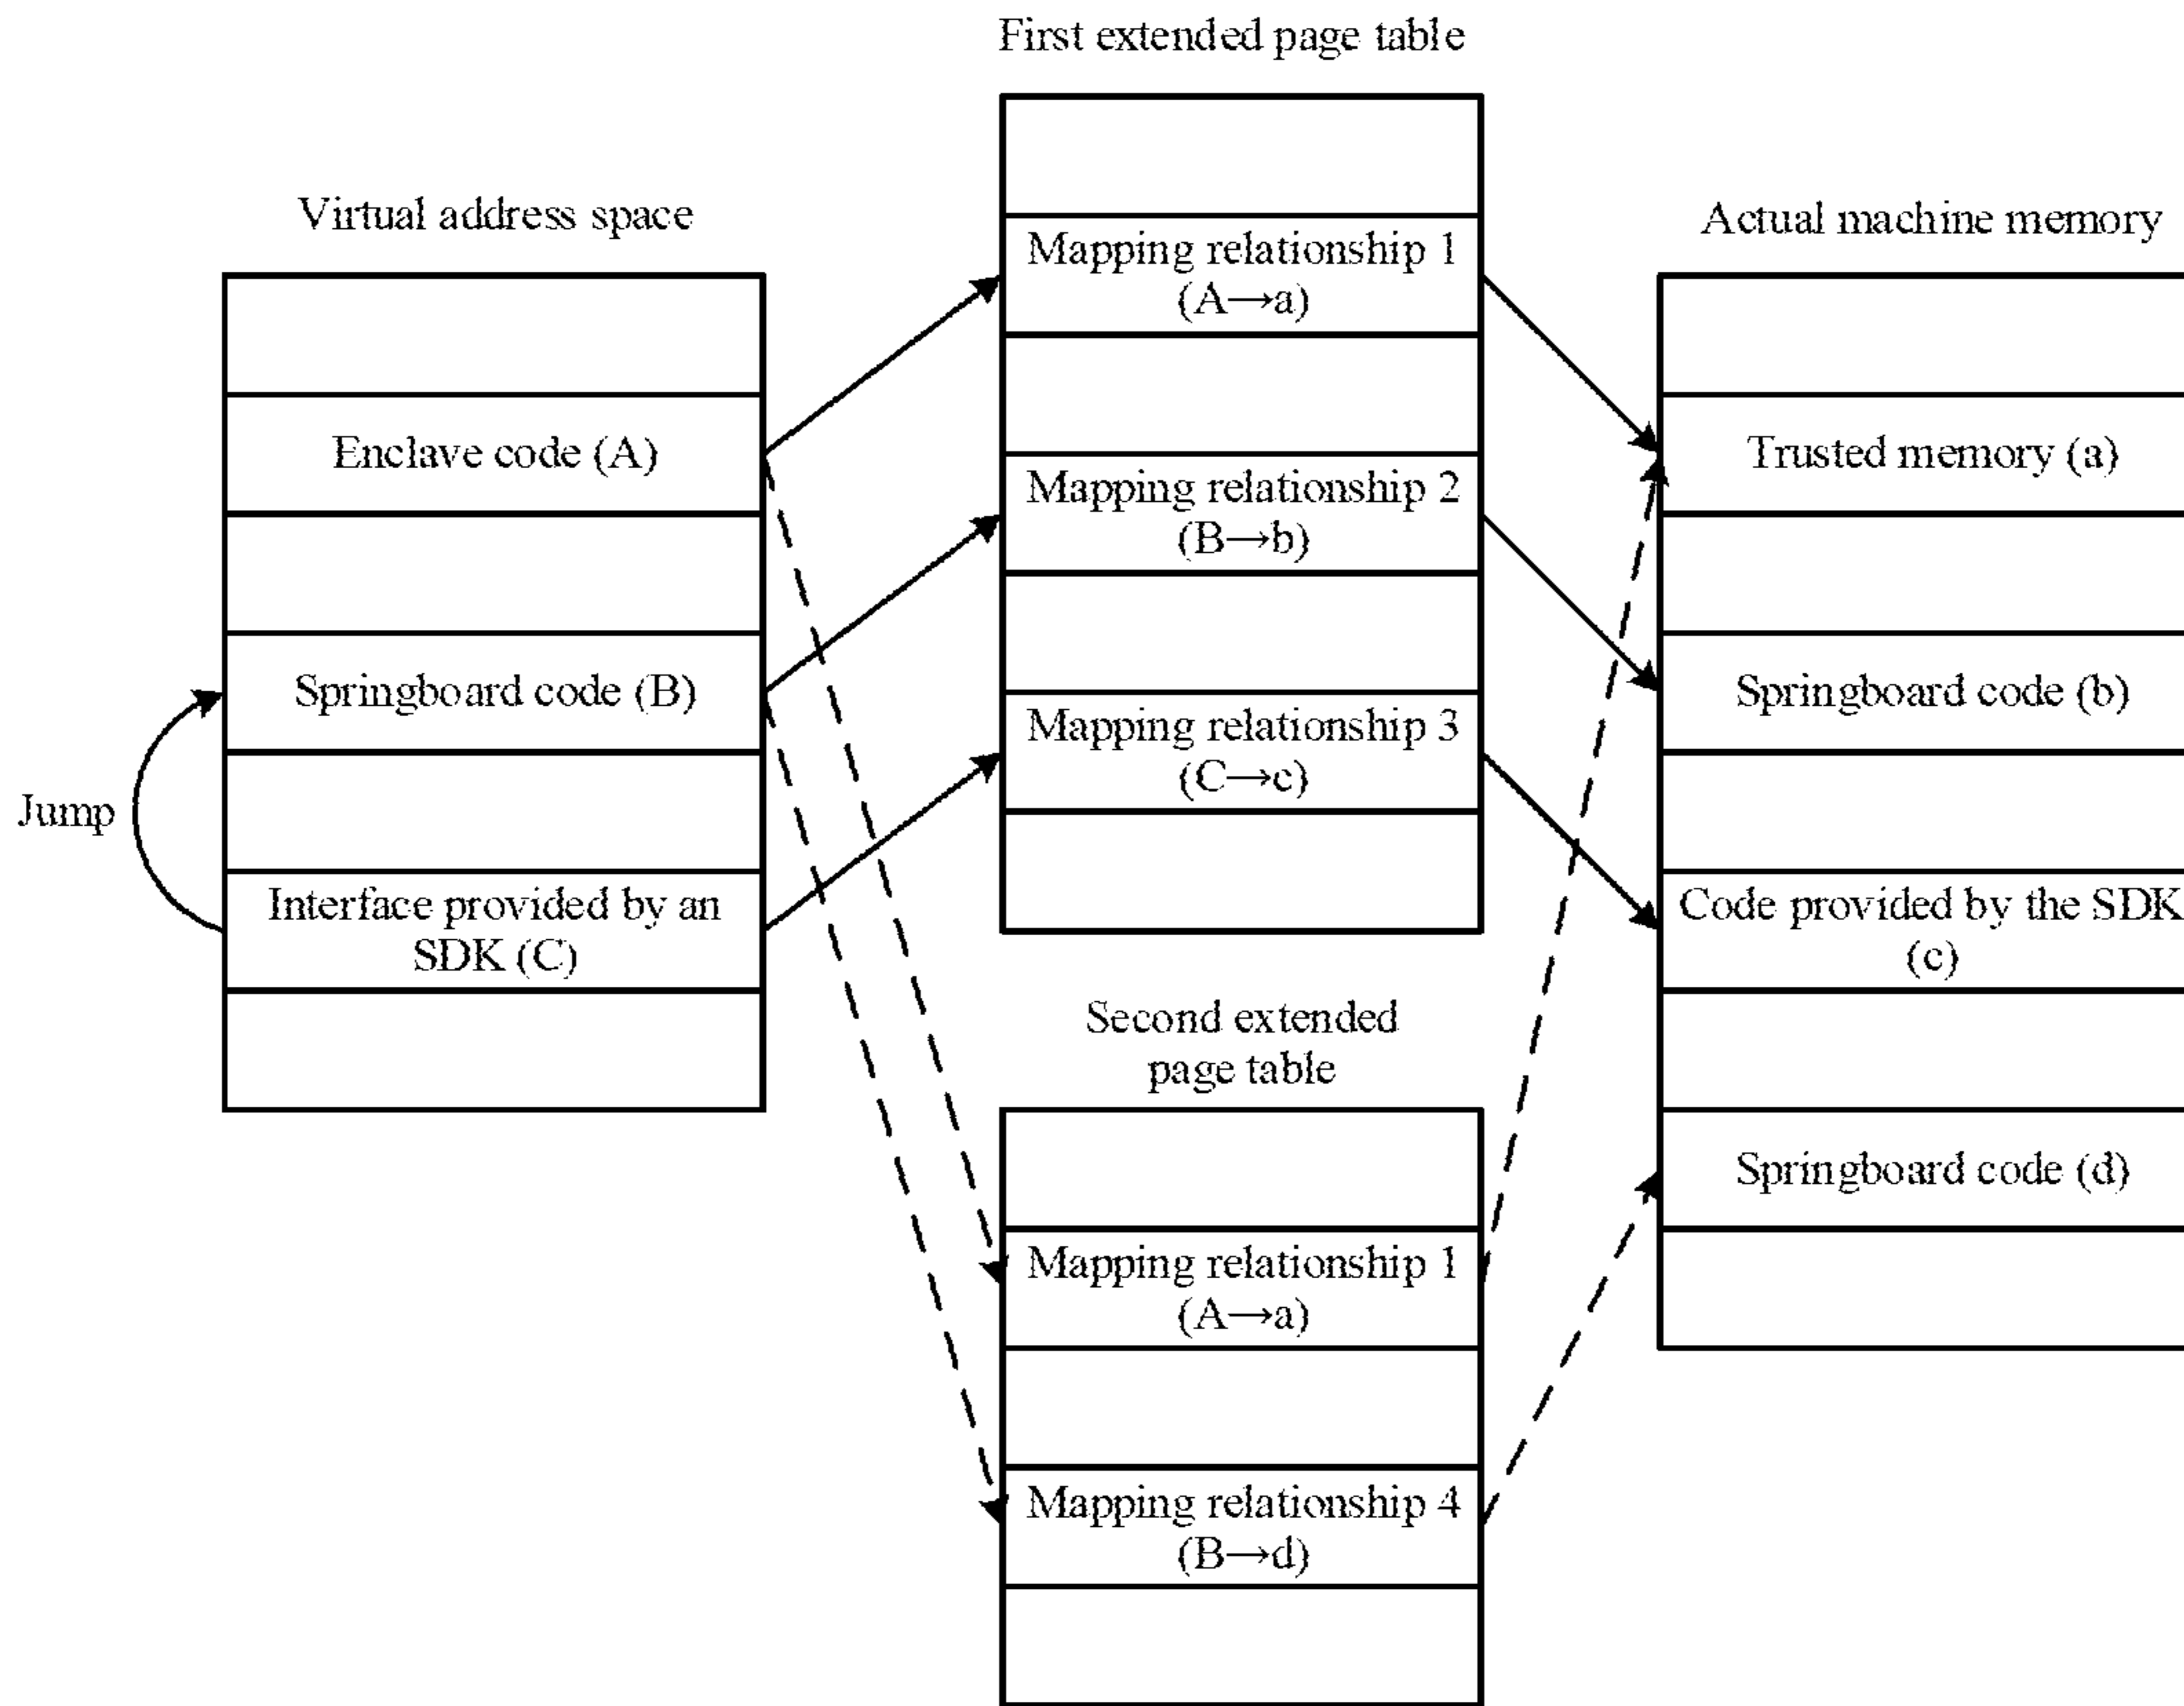 First extended page table
Virtual address space
Actual machine memory
Mapping relationship 1
(A→a)
Enclave code (A)
Trusted memory (a)
Mapping relationship 2
(B→b)
Springboard code (B)
Springboard code (b)
Mapping relationship 3
(C→c)
Jump
Interface provided by an
SDK (C)
Code provided by the SDK
(c)
Second extended
page table
Springboard code (d)
Mapping relationship 1
(A→a)
Mapping relationship 4
(B→d)